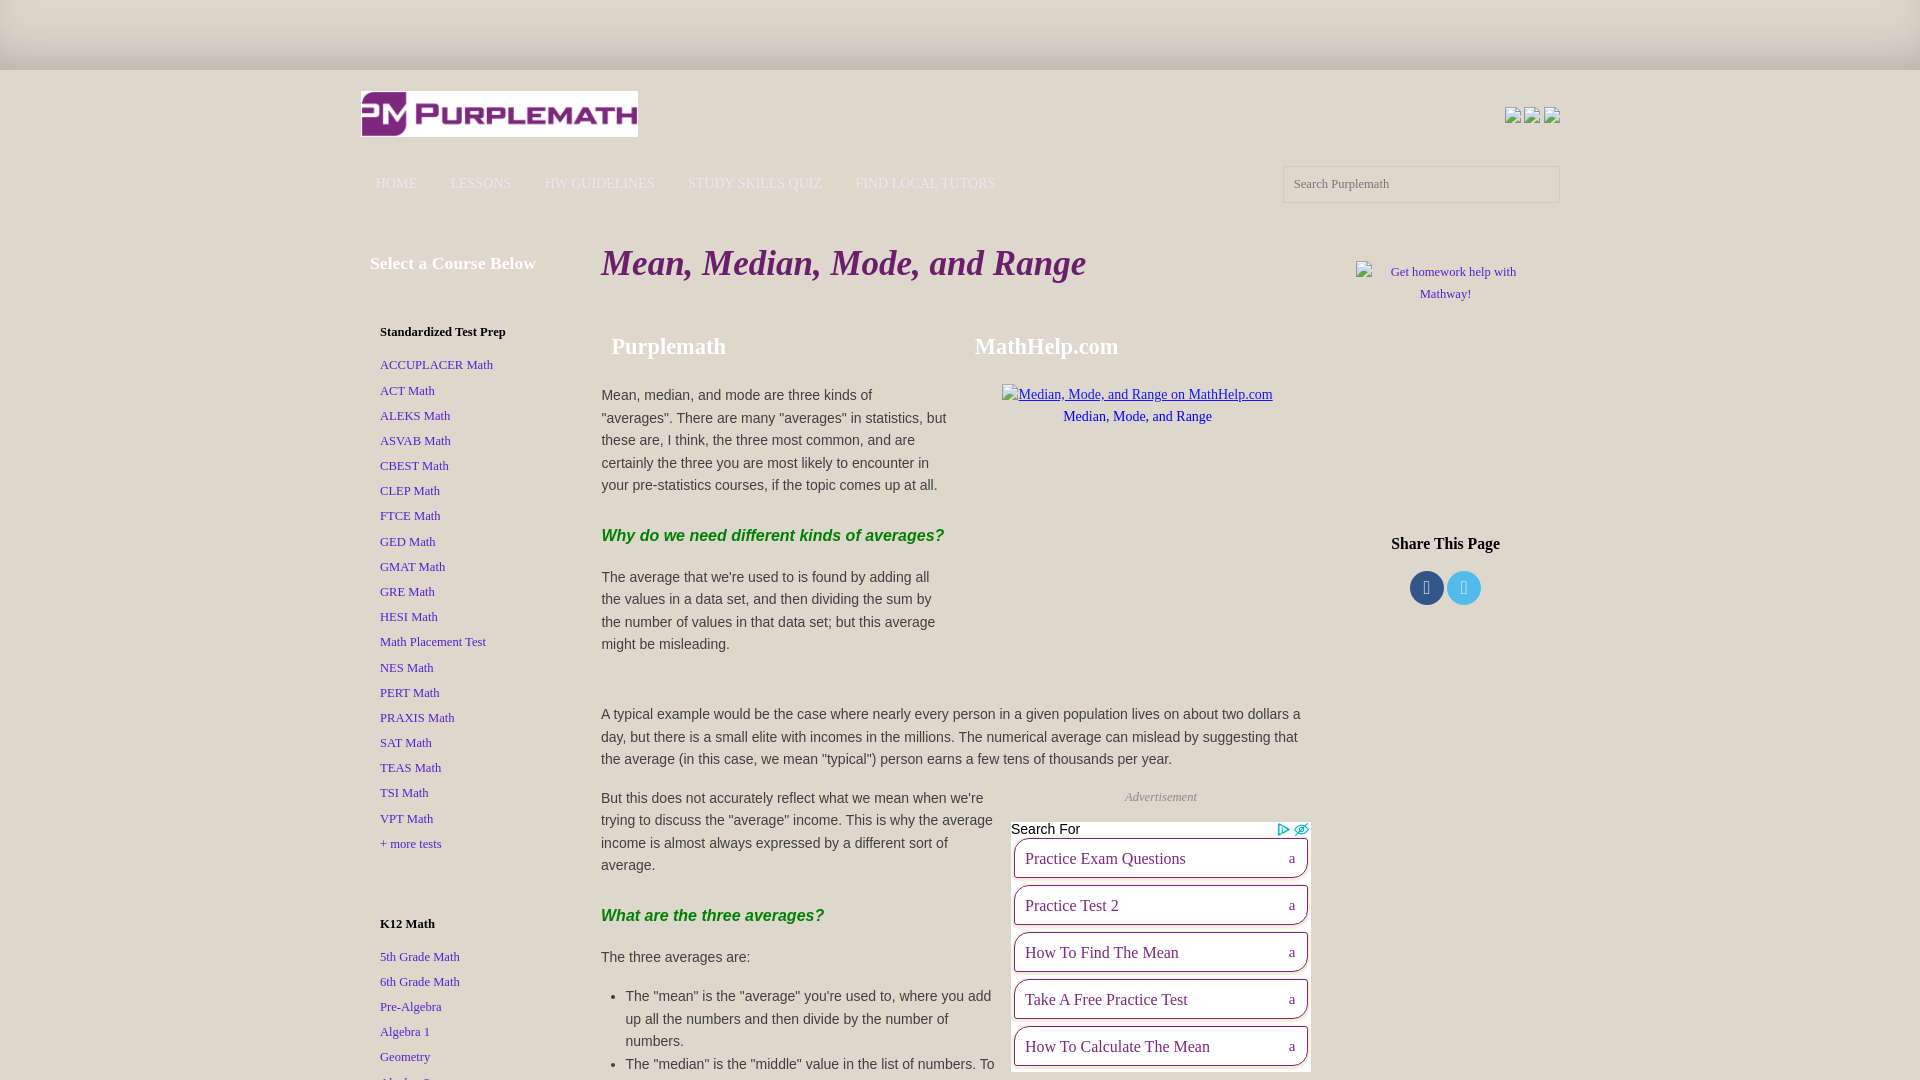 PM PURPLEMATH
HOME LESSONS HW GUIDELINES STUDY SKILLS QUIZ FIND LOCAL TUTORS
Search Purplemath
Select a Course Below
Standardized Test Prep
ACCUPLACER Math
ACT Math
ALEKS Math
ASVAB Math
CBEST Math
CLEP Math
FTCE Math
GED Math
GMAT Math
GRE Math
HESI Math
Math Placement Test
NES Math
PERT Math
PRAXIS Math
SAT Math
TEAS Math
TSI Math
VPT Math
+ more tests
K12 Math
5th Grade Math
6th Grade Math
Pre-Algebra
Algebra 1
Geometry
Mean, Median, Mode, and Range
Purplemath
Mean, median, and mode are three kinds of
"averages". There are many "averages" in statistics, but
these are, I think, the three most common, and are
certainly the three you are most likely to encounter in
your pre-statistics courses, if the topic comes up at all.
Why do we need different kinds of averages?
The average that we're used to is found by adding all
the values in a data set, and then dividing the sum by
the number of values in that data set; but this average
might be misleading.
MathHelp.com
Median, Mode, and Range on MathHelp.com
Median, Mode, and Range
A typical example would be the case where nearly every person in a given population lives on about two dollars a
day, but there is a small elite with incomes in the millions. The numerical average can mislead by suggesting that
the average (in this case, we mean "typical") person earns a few tens of thousands per year.
But this does not accurately reflect what we mean when we're
trying to discuss the "average" income. This is why the average
income is almost always expressed by a different sort of
average.
What are the three averages?
The three averages are:
• The "mean" is the "average" you're used to, where you add
up all the numbers and then divide by the number of
numbers.
• The "median" is the "middle" value in the list of numbers. To
Advertisement
Search For
Practice Exam Questions a
Practice Test 2 a
How To Find The Mean a
Take A Free Practice Test a
How To Calculate The Mean a
Get homework help with
Mathway!
Share This Page